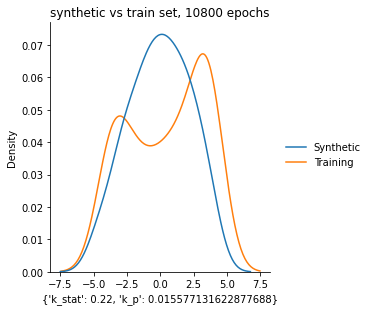 synthetic vs train set, 10800 epochs
0.07
0.06
0.05
0.04
0.03
0.02
0.01
0.00
Density
−7.5 −5.0 −2.5 0.0 2.5 5.0 7.5
{'k_stat': 0.22, 'k_p': 0.015577131622877688}
Synthetic
Training